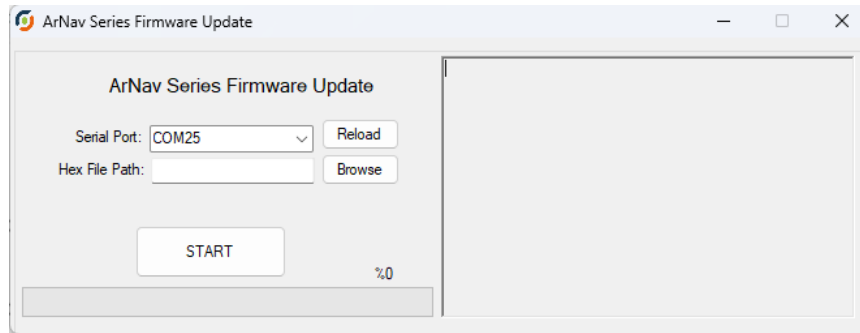 ArNav Series Firmware Update
ArNav Series Firmware Update
Serial Port: COM25 Reload
Hex File Path: Browse
START
%0